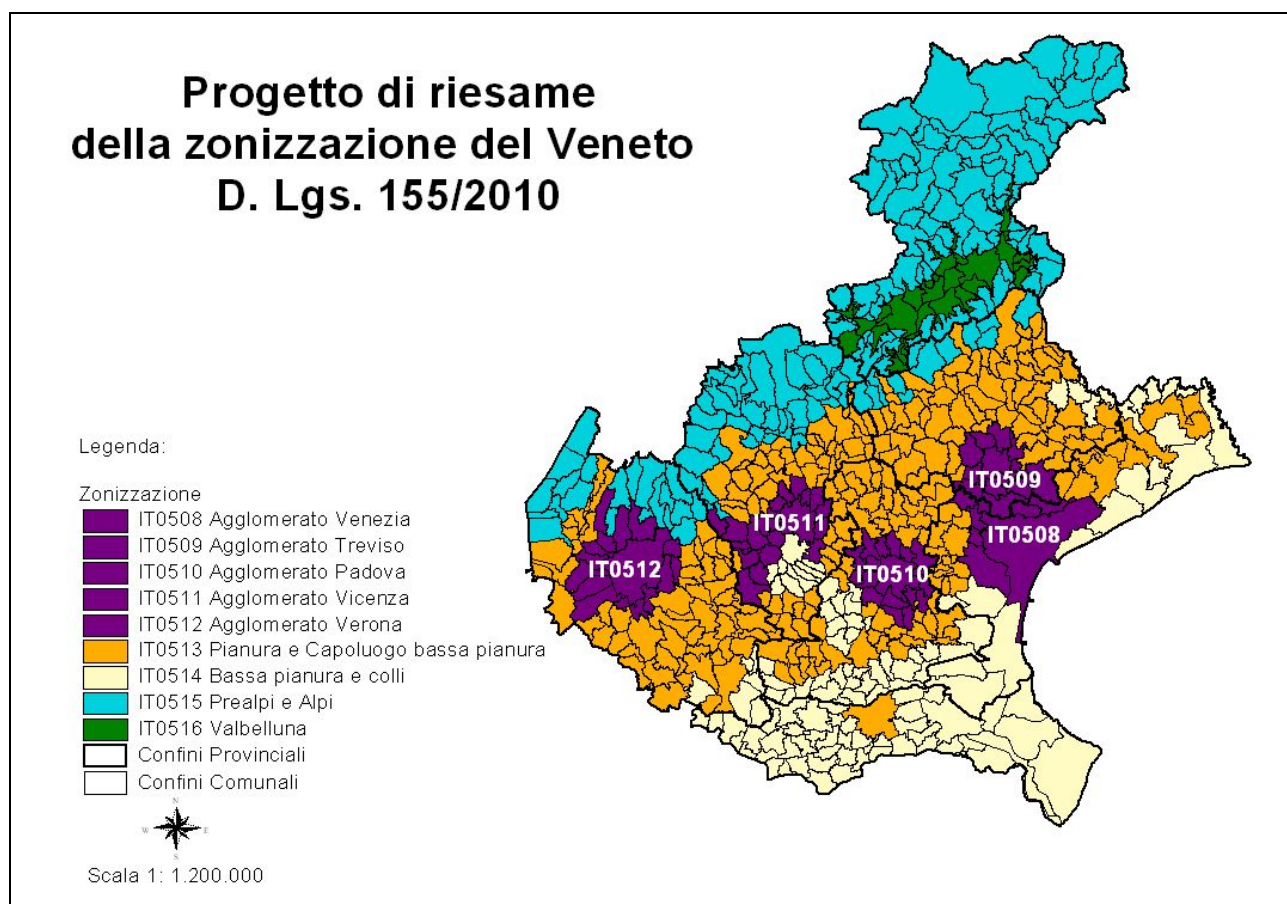 Progetto di riesame
della zonizzazione del Veneto
D. Lgs. 155/2010
Legenda:
Zonizzazione
IT0508 Agglomerato Venezia
IT0509 Agglomerato Treviso
IT0510 Agglomerato Padova
IT0511 Agglomerato Vicenza
IT0512 Agglomerato Verona
IT0513 Pianura e Capoluogo bassa pianura
IT0514 Bassa pianura e colli
IT0515 Prealpi e Alpi
IT0516 Valbelluna
Confini Provinciali
Confini Comunali
N
W E
S
Scala 1: 1.200.000
IT0509
IT0511
IT0508
IT0512
IT0510